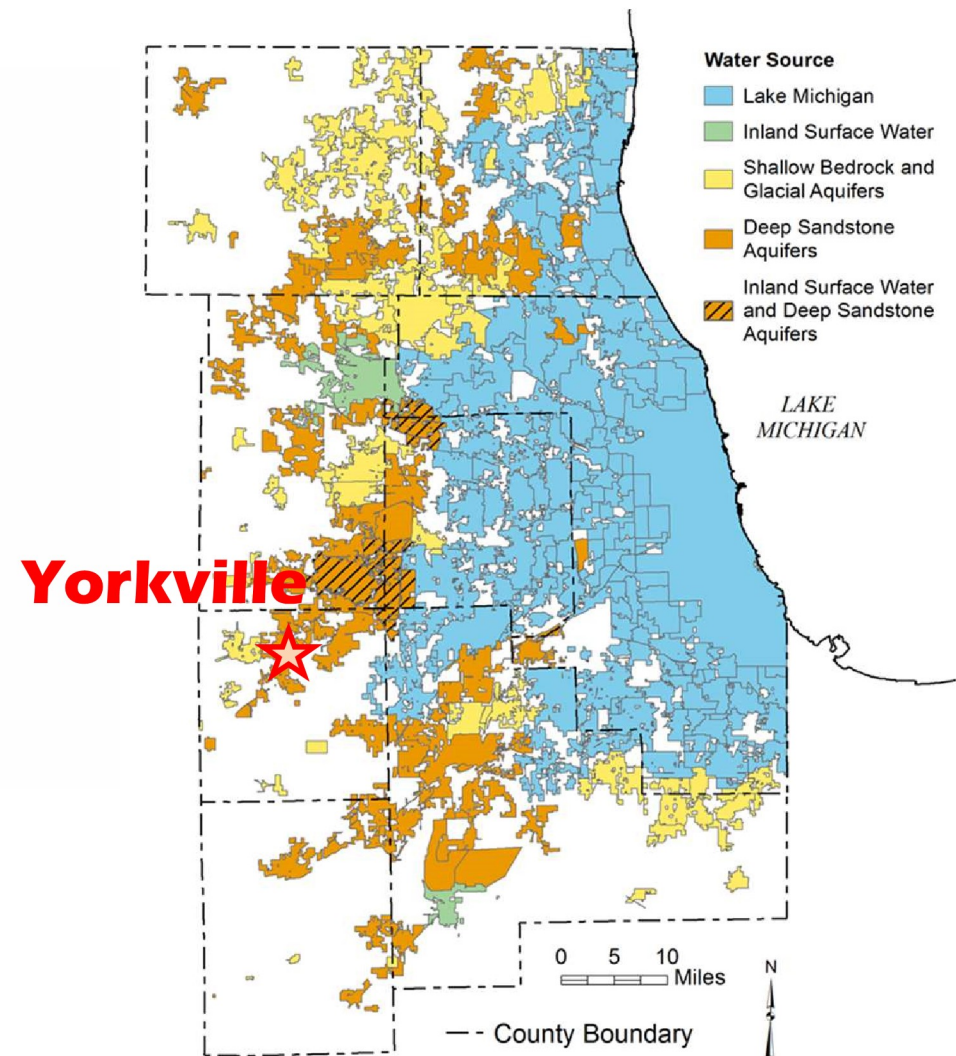 Water Source
Lake Michigan
Inland Surface Water
Shallow Bedrock and
Glacial Aquifers
Deep Sandstone
Aquifers
Inland Surface Water
and Deep Sandstone
Aquifers
LAKE
MICHIGAN
Yorkville
0 5 10
Miles
N
County Boundary